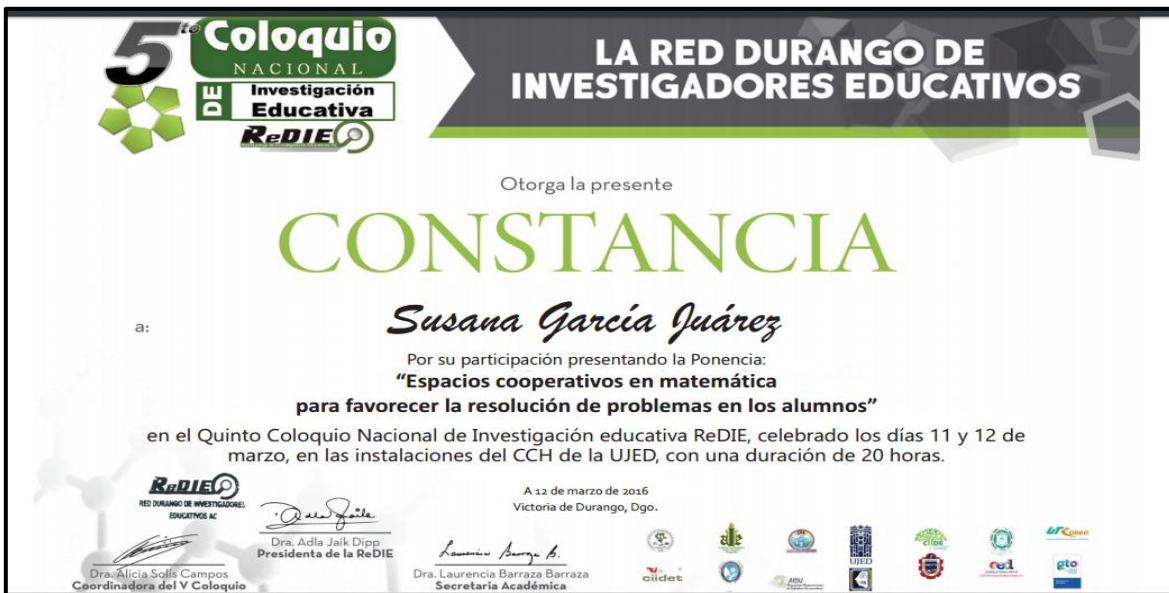 5to Coloquio
NACIONAL
DE Investigación
Educativa
ReDIE
LA RED DURANGO DE
INVESTIGADORES EDUCATIVOS
Otorga la presente
CONSTANCIA
a: Susana García Juárez
Por su participación presentando la Ponencia:
“Espacios cooperativos en matemática
para favorecer la resolución de problemas en los alumnos”
en el Quinto Coloquio Nacional de Investigación educativa ReDIE, celebrado los días 11 y 12 de
marzo, en las instalaciones del CCH de la UJED, con una duración de 20 horas.
A 12 de marzo de 2016
Victoria de Durango, Dgo.
ReDIE
RED DURANGO DE INVESTIGADORES
EDUCATIVOS AC
Dra. Adla Jaik Dipp
Presidenta de la ReDIE
Dra. Alicia Solís Campos
Coordinadora del V Coloquio
Dra. Laurencia Barraza Barraza
Secretaria Académica
ale
UJED
CIIDE
ciidet
gto